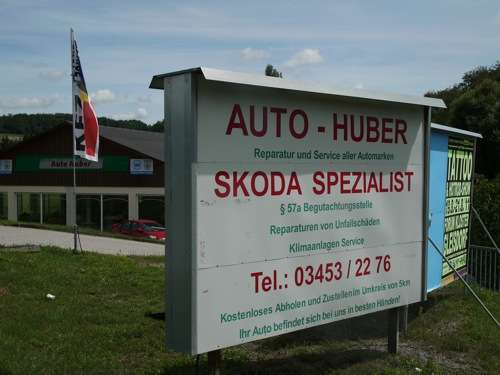 AUTO - HUBER
Reparatur und Service aller Automarken
SKODA SPEZIALIST
§ 57a Begutachtungsstelle
Reparaturen von Unfallschäden
Klimaanlagen Service
Tel.: 03453 / 22 76
Kostenloses Abholen und Zustellen im Umkreis von 5km
Ihr Auto befindet sich bei uns in besten Händen!
Auto Huber